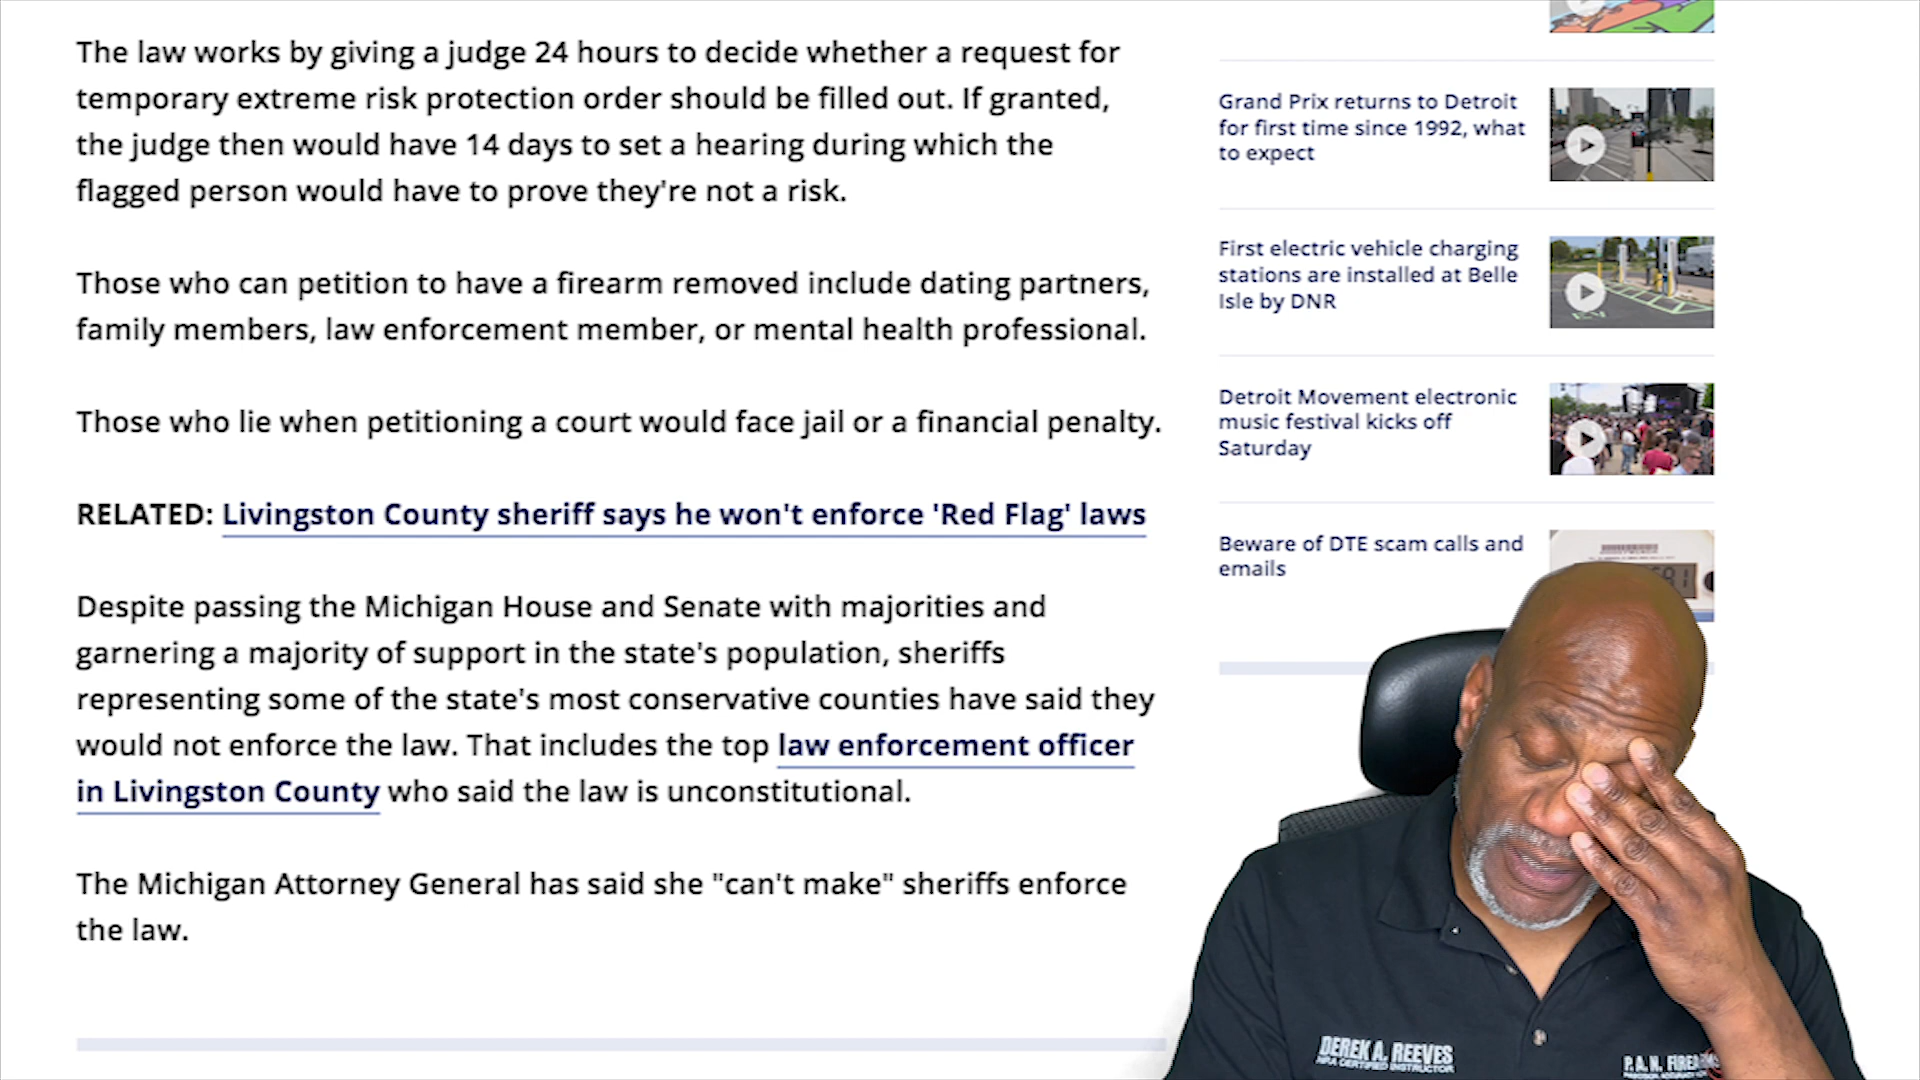 The law works by giving a judge 24 hours to decide whether a request for
temporary extreme risk protection order should be filled out. If granted,
the judge then would have 14 days to set a hearing during which the
flagged person would have to prove they're not a risk.
Those who can petition to have a firearm removed include dating partners,
family members, law enforcement member, or mental health professional.
Those who lie when petitioning a court would face jail or a financial penalty.
RELATED: Livingston County sheriff says he won't enforce 'Red Flag' laws
Despite passing the Michigan House and Senate with majorities and
garnering a majority of support in the state's population, sheriffs
representing some of the state's most conservative counties have said they
would not enforce the law. That includes the top law enforcement officer
in Livingston County who said the law is unconstitutional.
The Michigan Attorney General has said she "can't make" sheriffs enforce
the law.
Grand Prix returns to Detroit
for first time since 1992, what
to expect
First electric vehicle charging
stations are installed at Belle
Isle by DNR
Detroit Movement electronic
music festival kicks off
Saturday
Beware of DTE scam calls and
emails
DEREK A. REEVES
NRA CERTIFIED INSTRUCTOR
P.A.N.